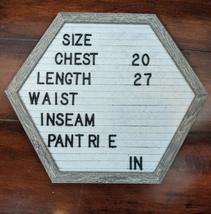 SIZE
CHEST 20
LENGTH 27
WAIST
INSEAM
PANT RI E
IN